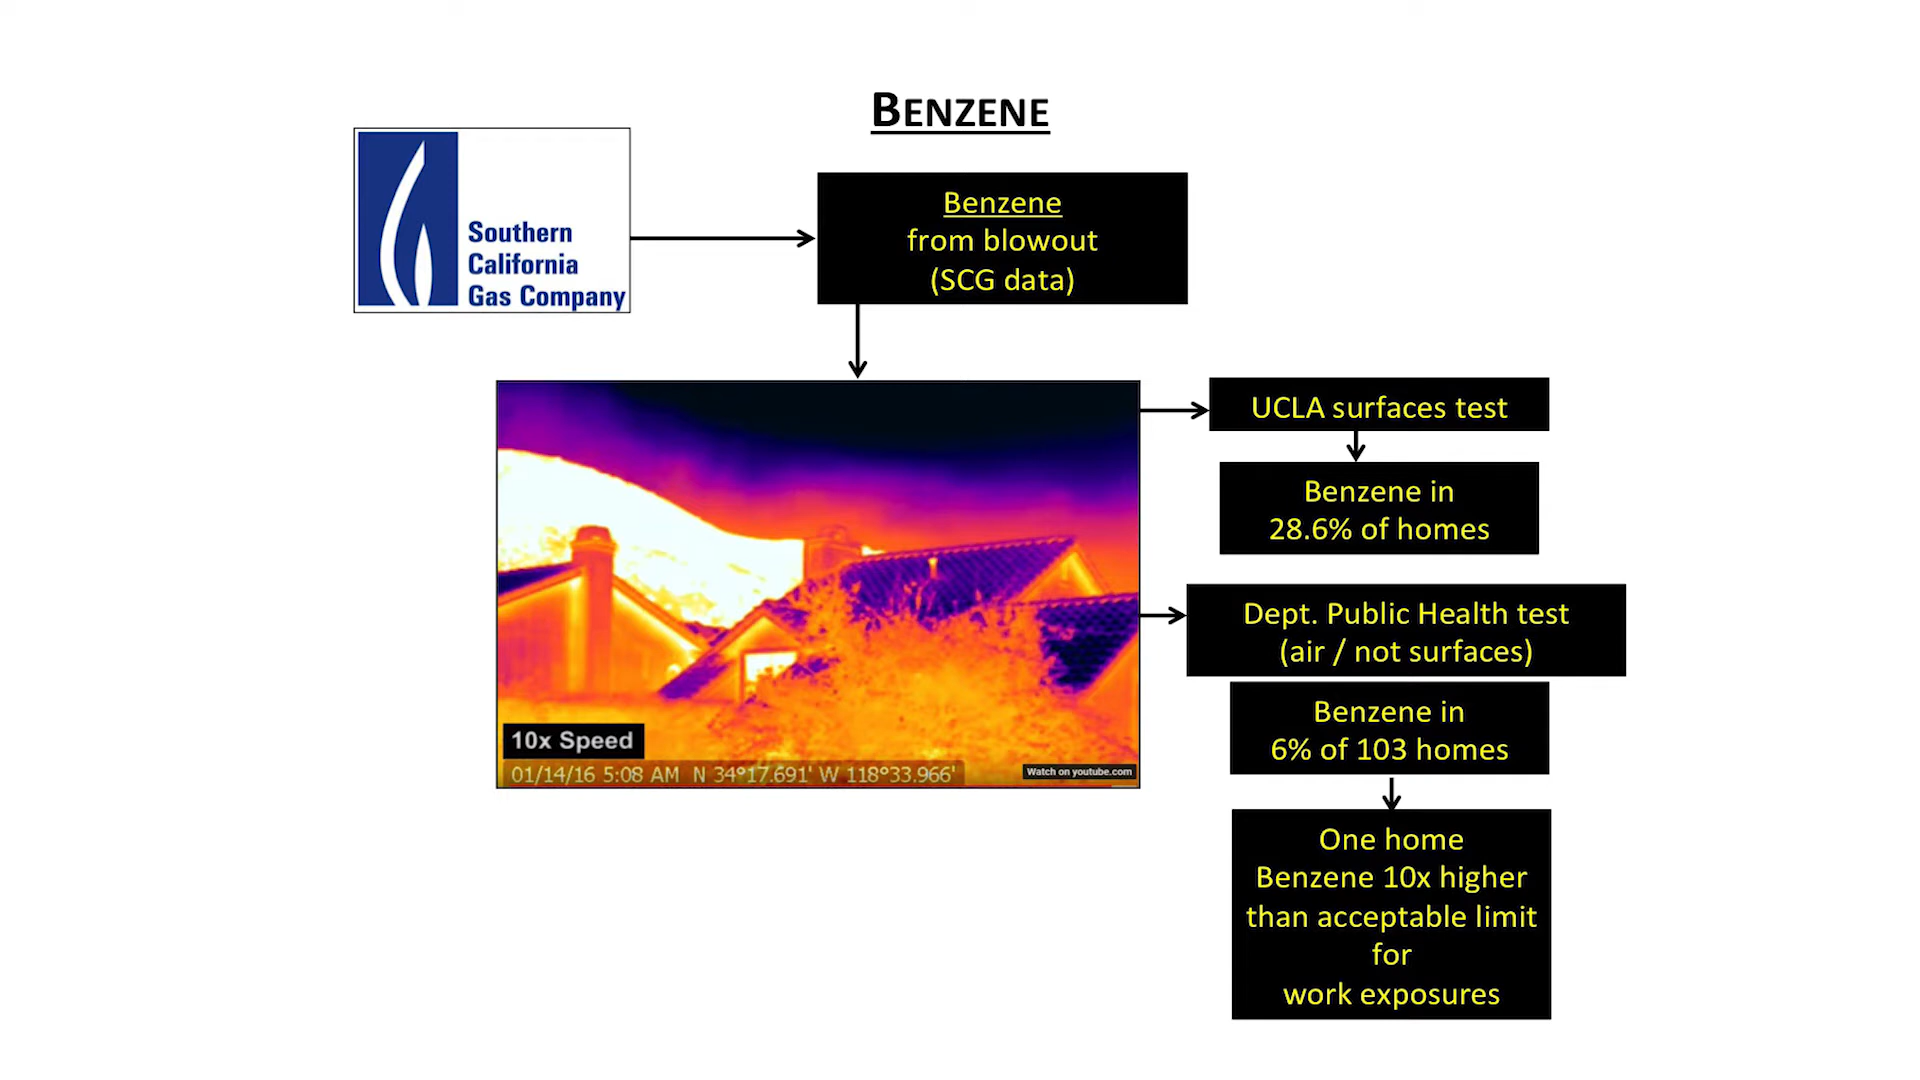 BENZENE
Southern
California
Gas Company
Benzene
from blowout
(SCG data)
UCLA surfaces test
Benzene in
28.6% of homes
Dept. Public Health test
(air / not surfaces)
Benzene in
6% of 103 homes
One home
Benzene 10x higher
than acceptable limit
for
work exposures
10x Speed
01/14/16 5:08 AM N 34°17.691' W 118°33.966'
Watch on youtube.com